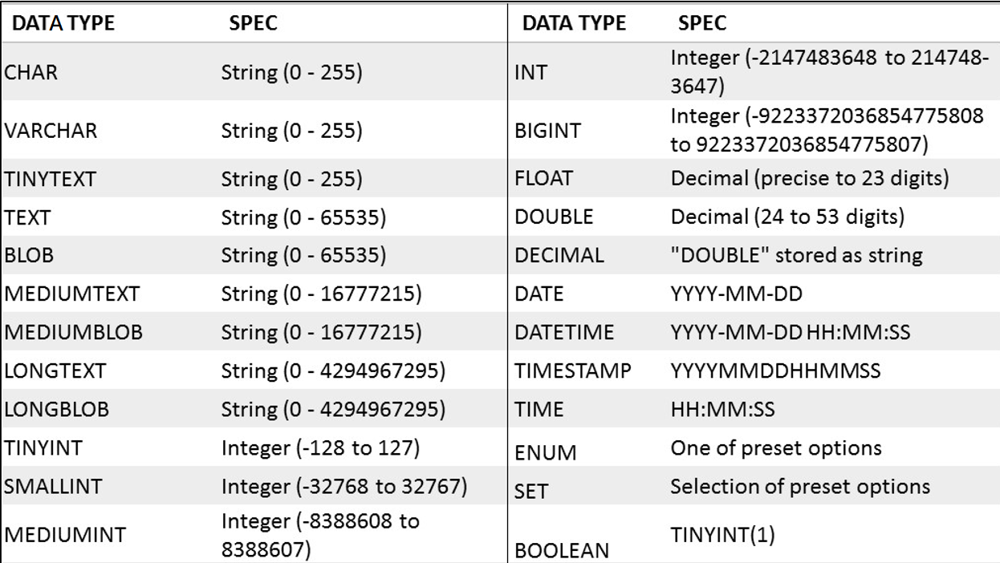 DATA TYPE SPEC DATA TYPE SPEC
CHAR String (0 - 255) INT Integer (-2147483648 to 214748-
3647)
VARCHAR String (0 - 255) BIGINT Integer (-9223372036854775808
to 9223372036854775807)
TINYTEXT String (0 - 255) FLOAT Decimal (precise to 23 digits)
TEXT String (0 - 65535) DOUBLE Decimal (24 to 53 digits)
BLOB String (0 - 65535) DECIMAL "DOUBLE" stored as string
MEDIUMTEXT String (0 - 16777215) DATE YYYY-MM-DD
MEDIUMBLOB String (0 - 16777215) DATETIME YYYY-MM-DD HH:MM:SS
LONGTEXT String (0 - 4294967295) TIMESTAMP YYYYMMDDHHMMSS
LONGBLOB String (0 - 4294967295) TIME HH:MM:SS
TINYINT Integer (-128 to 127) ENUM One of preset options
SMALLINT Integer (-32768 to 32767) SET Selection of preset options
MEDIUMINT Integer (-8388608 to
8388607) BOOLEAN TINYINT(1)